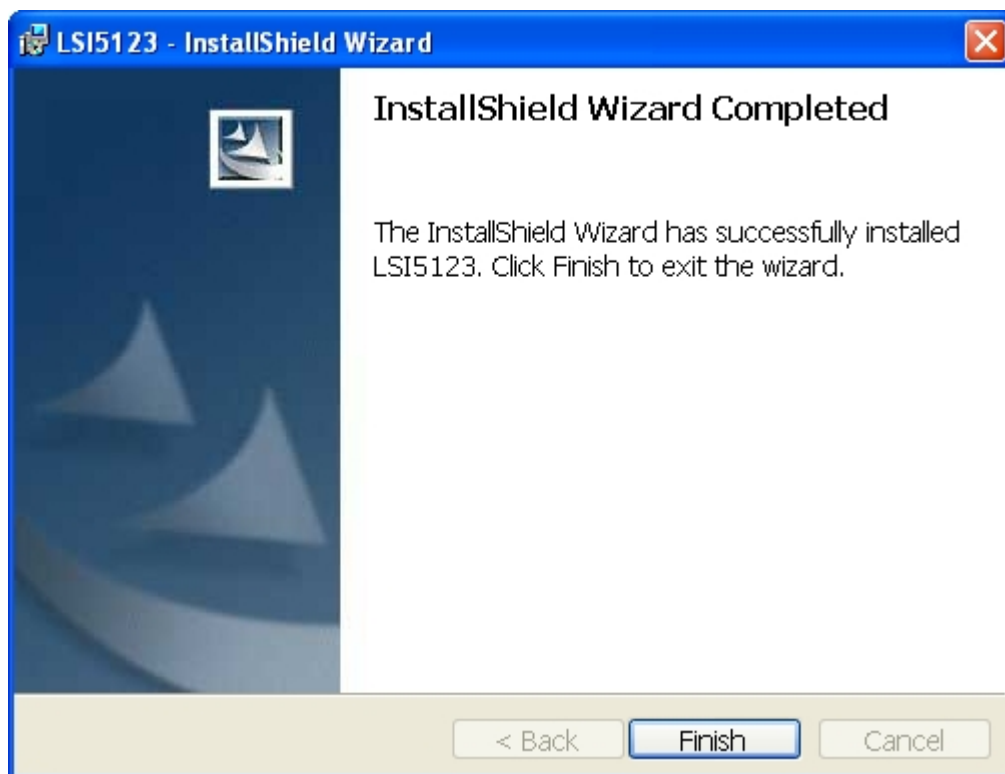 LSI5123 - InstallShield Wizard
InstallShield Wizard Completed
The InstallShield Wizard has successfully installed
LSI5123. Click Finish to exit the wizard.
< Back Finish Cancel